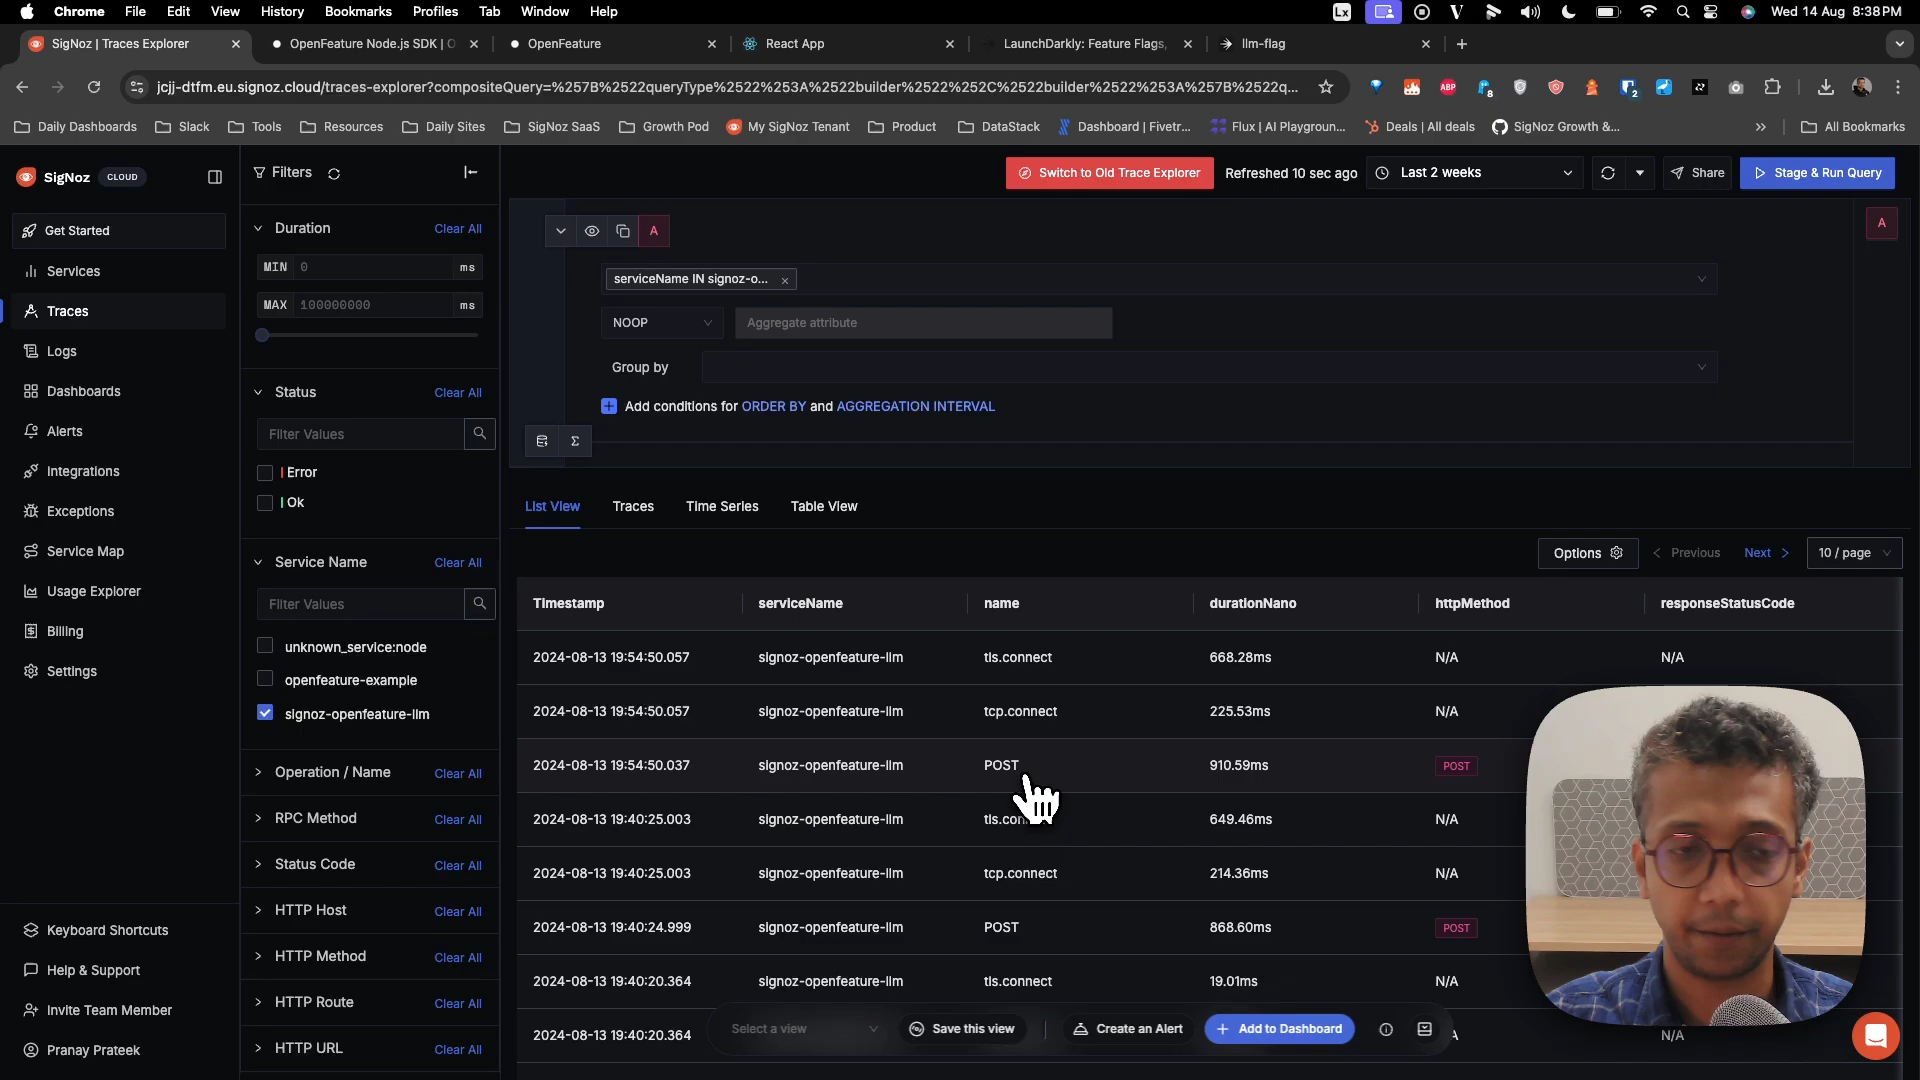 Chrome File Edit View History Bookmarks Profiles Tab Window Help
Lx Wed 14 Aug 8:38 PM
SigNoz | Traces Explorer
OpenFeature Node.js SDK | O
OpenFeature
React App
LaunchDarkly: Feature Flags,
llm-flag
jcjj-dtfm.eu.signoz.cloud/traces-explorer?compositeQuery=%257B%2522queryType%2522%253A%2522builder%2522%252C%2522builder%2522%253A%257B%2522q...
ABP
8
2
Daily Dashboards Slack Tools Resources Daily Sites SigNoz SaaS Growth Pod My SigNoz Tenant Product DataStack Dashboard | Fivetr... Flux | AI Playgroun... Deals | All deals SigNoz Growth &... All Bookmarks
SigNoz CLOUD
Get Started
Services
Traces
Logs
Dashboards
Alerts
Integrations
Exceptions
Service Map
Usage Explorer
Billing
Settings
Keyboard Shortcuts
Help & Support
Invite Team Member
Pranay Prateek
Filters
Duration Clear All
MIN 0 ms
MAX 100000000 ms
Status Clear All
Filter Values
Error
Ok
Service Name Clear All
Filter Values
unknown_service:node
openfeature-example
signoz-openfeature-llm
Operation / Name Clear All
RPC Method Clear All
Status Code Clear All
HTTP Host Clear All
HTTP Method Clear All
HTTP Route Clear All
HTTP URL Clear All
Switch to Old Trace Explorer Refreshed 10 sec ago Last 2 weeks Share Stage & Run Query
A
A
serviceName IN signoz-o...
NOOP Aggregate attribute
Group by
Add conditions for ORDER BY and AGGREGATION INTERVAL
List View Traces Time Series Table View
Options Previous Next 10 / page
Timestamp serviceName name durationNano httpMethod responseStatusCode
2024-08-13 19:54:50.057 signoz-openfeature-llm tls.connect 668.28ms N/A N/A
2024-08-13 19:54:50.057 signoz-openfeature-llm tcp.connect 225.53ms N/A
2024-08-13 19:54:50.037 signoz-openfeature-llm POST 910.59ms POST
2024-08-13 19:40:25.003 signoz-openfeature-llm 649.46ms N/A
2024-08-13 19:40:25.003 signoz-openfeature-llm tcp.connect 214.36ms N/A
2024-08-13 19:40:24.999 signoz-openfeature-llm POST 868.60ms POST
2024-08-13 19:40:20.364 signoz-openfeature-llm tls.connect 19.01ms N/A
2024-08-13 19:40:20.364 N/A
Select a view Save this view Create an Alert Add to Dashboard